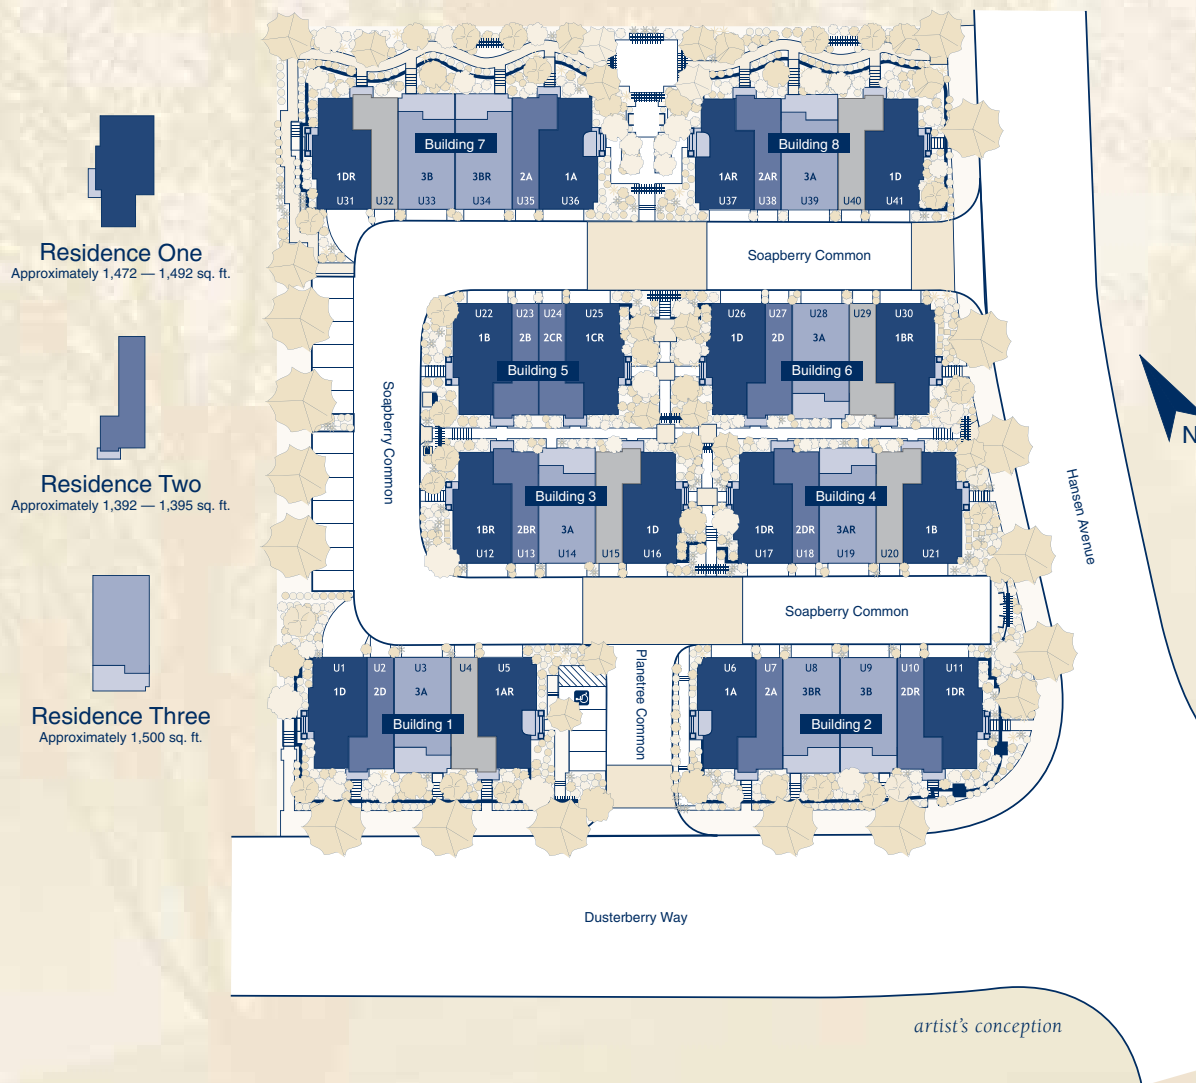 Residence One
Approximately 1,472 — 1,492 sq. ft.
Residence Two
Approximately 1,392 — 1,395 sq. ft.
Residence Three
Approximately 1,500 sq. ft.
Building 7
1DR 3B 3BR 2A 1A
U31 U32 U33 U34 U35 U36
Building 8
1AR 2AR 3A 1D
U37 U38 U39 U40 U41
Soapberry Common
U22 U23 U24 U25
1B 2B 2CR 1CR
Building 5
U26 U27 U28 U29 U30
1D 2D 3A 1BR
Building 6
Soapberry Common
Building 3
1BR 2BR 3A 1D
U12 U13 U14 U15 U16
Building 4
1DR 2DR 3AR 1B
U17 U18 U19 U20 U21
Hansen Avenue
N
Soapberry Common
U1 U2 U3 U4 U5
1D 2D 3A 1AR
Building 1
Planetree Common
U6 U7 U8 U9 U10 U11
1A 2A 3BR 3B 2DR 1DR
Building 2
Dusterberry Way
artist's conception